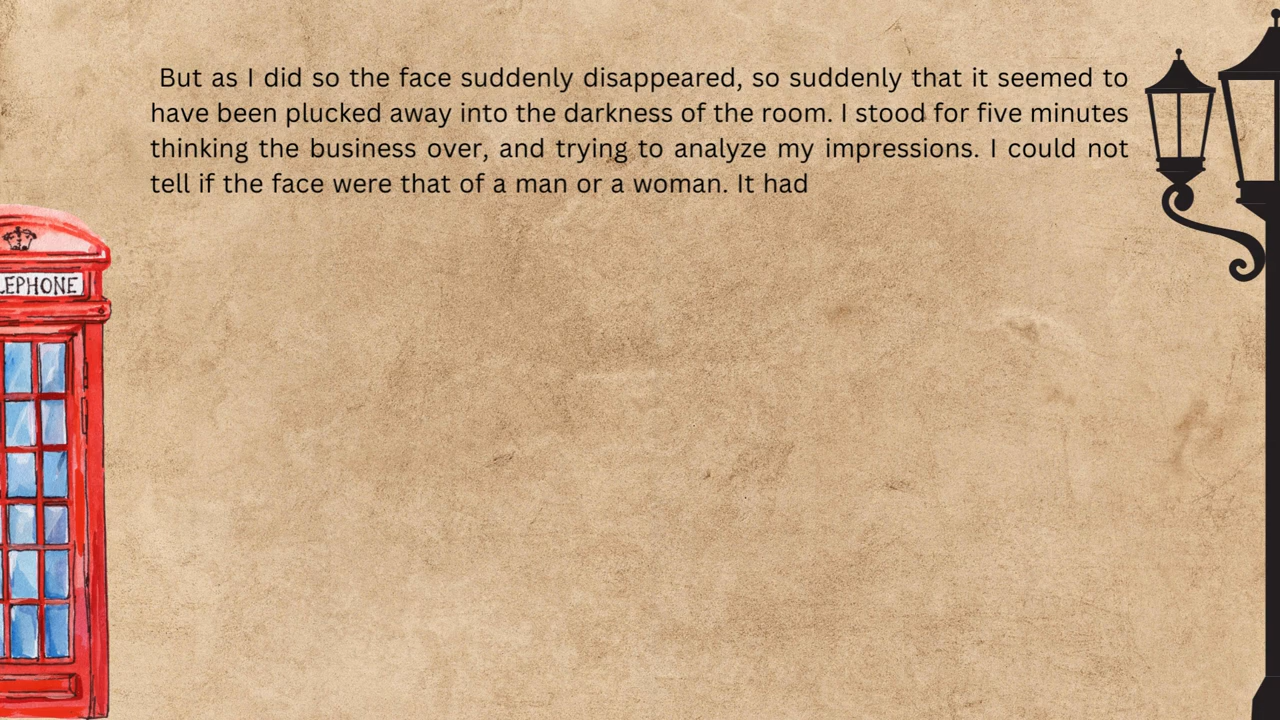 But as I did so the face suddenly disappeared, so suddenly that it seemed to
have been plucked away into the darkness of the room. I stood for five minutes
thinking the business over, and trying to analyze my impressions. I could not
tell if the face were that of a man or a woman. It had
LEPHONE